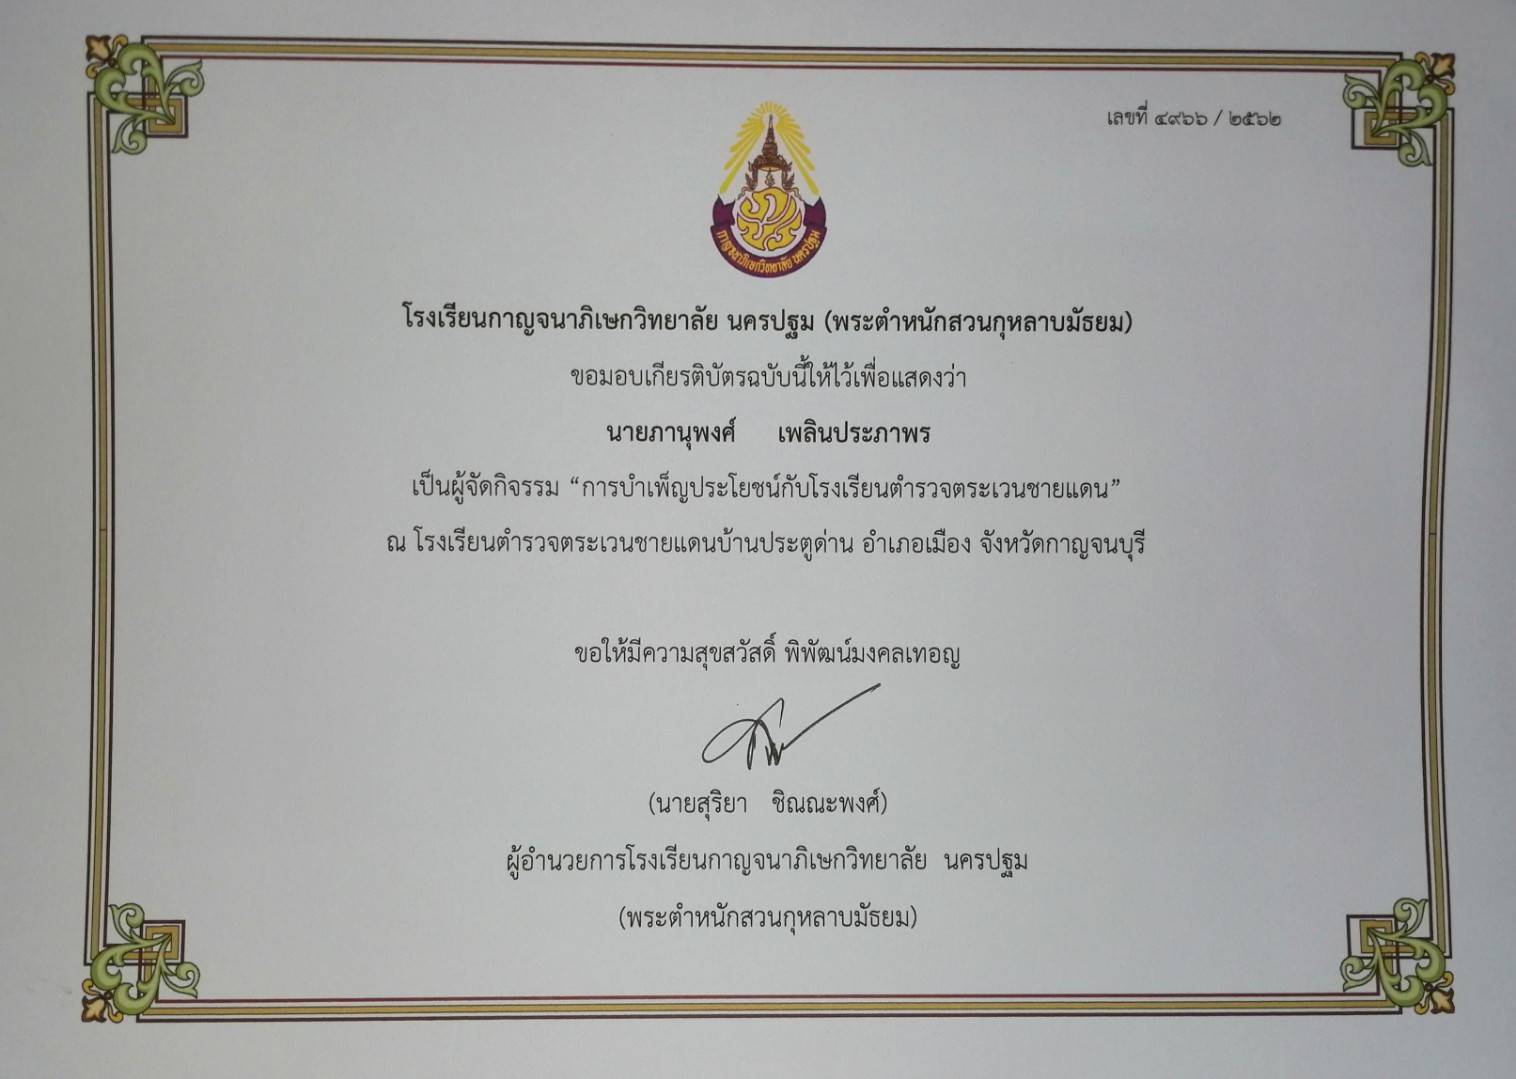 เลขที่ ๔๙๖๖ / ๒๕๖๒
กาญจนาภิเษกวิทยาลัย นครปฐม
โรงเรียนกาญจนาภิเษกวิทยาลัย นครปฐม (พระตำหนักสวนกุหลาบมัธยม)
ขอมอบเกียรติบัตรฉบับนี้ให้ไว้เพื่อแสดงว่า
นายภานุพงศ์ เพลินประภาพร
เป็นผู้จัดกิจรรม “การบำเพ็ญประโยชน์กับโรงเรียนตำรวจตระเวนชายแดน”
ณ โรงเรียนตำรวจตระเวนชายแดนบ้านประตูด่าน อำเภอเมือง จังหวัดกาญจนบุรี
ขอให้มีความสุขสวัสดิ์ พิพัฒน์มงคลเทอญ
(นายสุริยา ชิณณะพงศ์)
ผู้อำนวยการโรงเรียนกาญจนาภิเษกวิทยาลัย นครปฐม
(พระตำหนักสวนกุหลาบมัธยม)